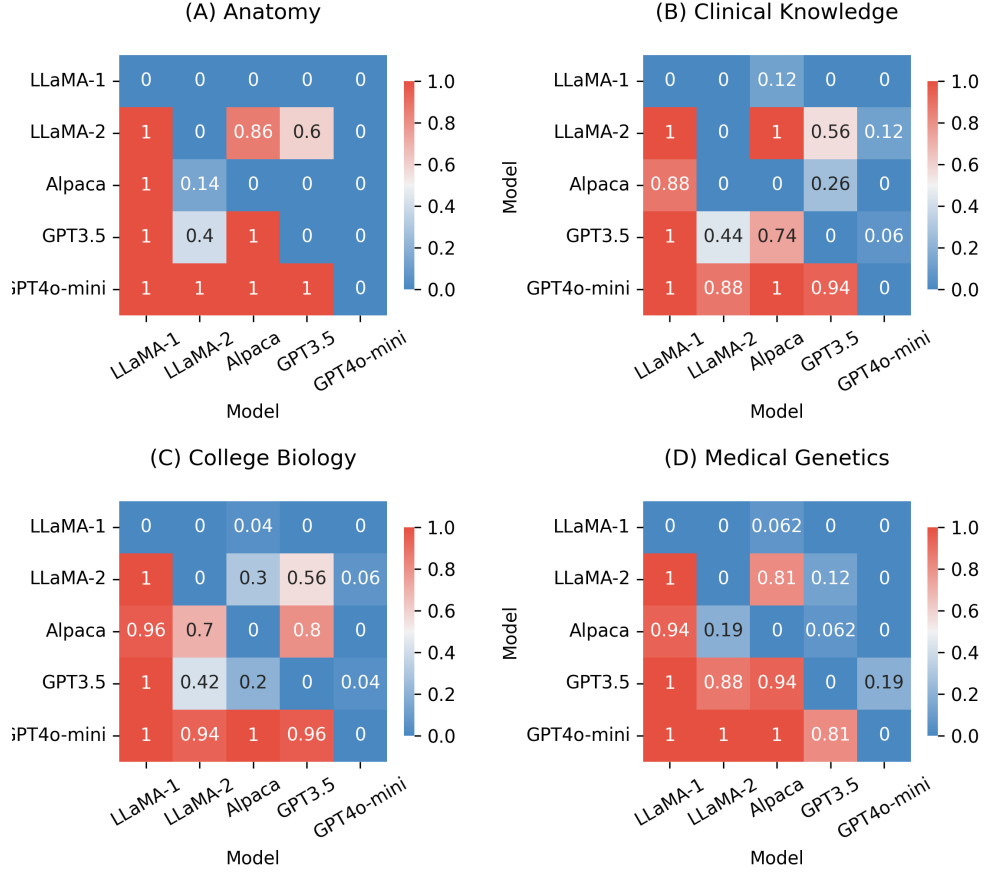 (A) Anatomy
LLaMA-1 0 0 0 0 0
LLaMA-2 1 0 0.86 0.6 0
Alpaca 1 0.14 0 0 0
GPT3.5 1 0.4 1 0 0
GPT4o-mini 1 1 1 1 0
1.0
0.8
0.6
0.4
0.2
0.0
LLaMA-1 LLaMA-2 Alpaca GPT3.5 GPT4o-mini
Model
(B) Clinical Knowledge
Model
LLaMA-1 0 0 0.12 0 0
LLaMA-2 1 0 1 0.56 0.12
Alpaca 0.88 0 0 0.26 0
GPT3.5 1 0.44 0.74 0 0.06
GPT4o-mini 1 0.88 1 0.94 0
1.0
0.8
0.6
0.4
0.2
0.0
LLaMA-1 LLaMA-2 Alpaca GPT3.5 GPT4o-mini
Model
(C) College Biology
LLaMA-1 0 0 0.04 0 0
LLaMA-2 1 0 0.3 0.56 0.06
Alpaca 0.96 0.7 0 0.8 0
GPT3.5 1 0.42 0.2 0 0.04
GPT4o-mini 1 0.94 1 0.96 0
1.0
0.8
0.6
0.4
0.2
0.0
LLaMA-1 LLaMA-2 Alpaca GPT3.5 GPT4o-mini
Model
(D) Medical Genetics
Model
LLaMA-1 0 0 0.062 0 0
LLaMA-2 1 0 0.81 0.12 0
Alpaca 0.94 0.19 0 0.062 0
GPT3.5 1 0.88 0.94 0 0.19
GPT4o-mini 1 1 1 0.81 0
1.0
0.8
0.6
0.4
0.2
0.0
LLaMA-1 LLaMA-2 Alpaca GPT3.5 GPT4o-mini
Model